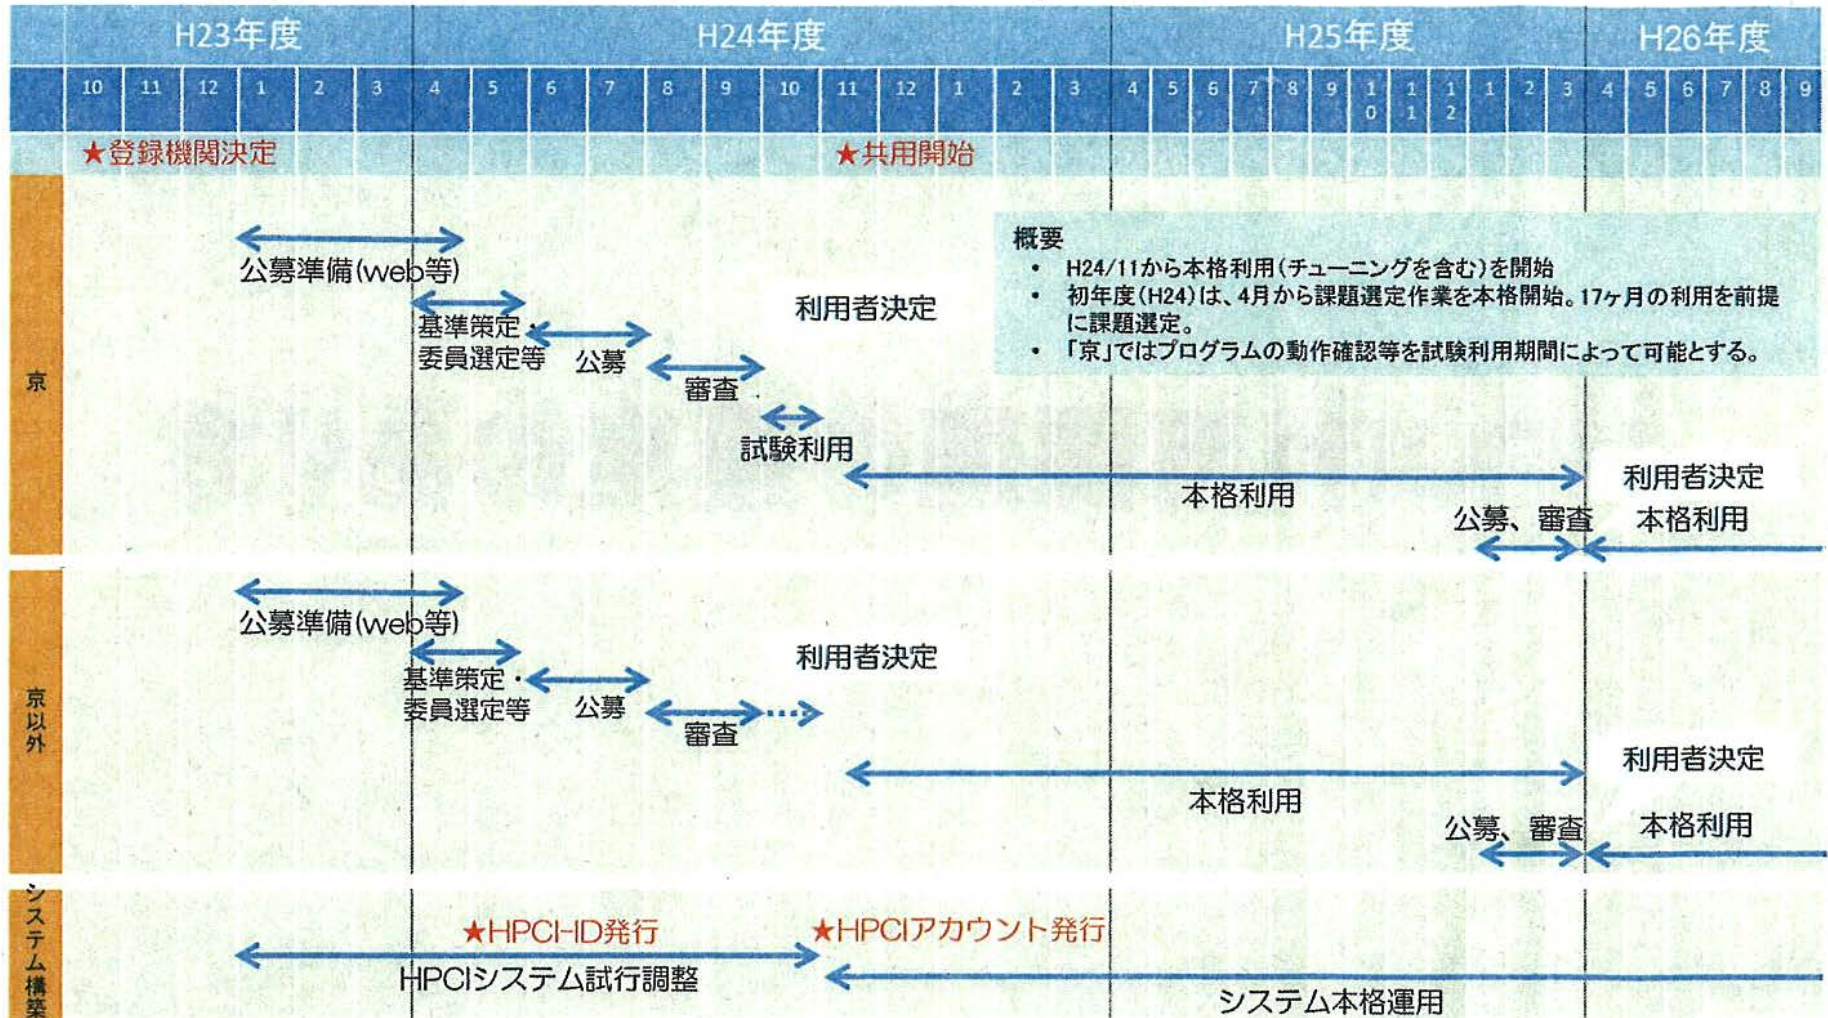 H23年度 H24年度 H25年度 H26年度
10 11 12 1 2 3 4 5 6 7 8 9 10 11 12 1 2 3 4 5 6 7 8 9 10 11 12 1 2 3 4 5 6 7 8 9
★登録機関決定 ★共用開始
京
公募準備(web等)
基準策定・
委員選定等
公募
審査
試験利用
利用者決定
本格利用
公募、審査
利用者決定
本格利用
概要
• H24/11から本格利用(チューニングを含む)を開始
• 初年度(H24)は、4月から課題選定作業を本格開始。17ヶ月の利用を前提
に課題選定。
• 「京」ではプログラムの動作確認等を試験利用期間によって可能とする。
京以外
公募準備(web等)
基準策定・
委員選定等
公募
審査
利用者決定
本格利用
公募、審査
利用者決定
本格利用
システム構築
★HPCI-ID発行
HPCIシステム試行調整
★HPCIアカウント発行
システム本格運用